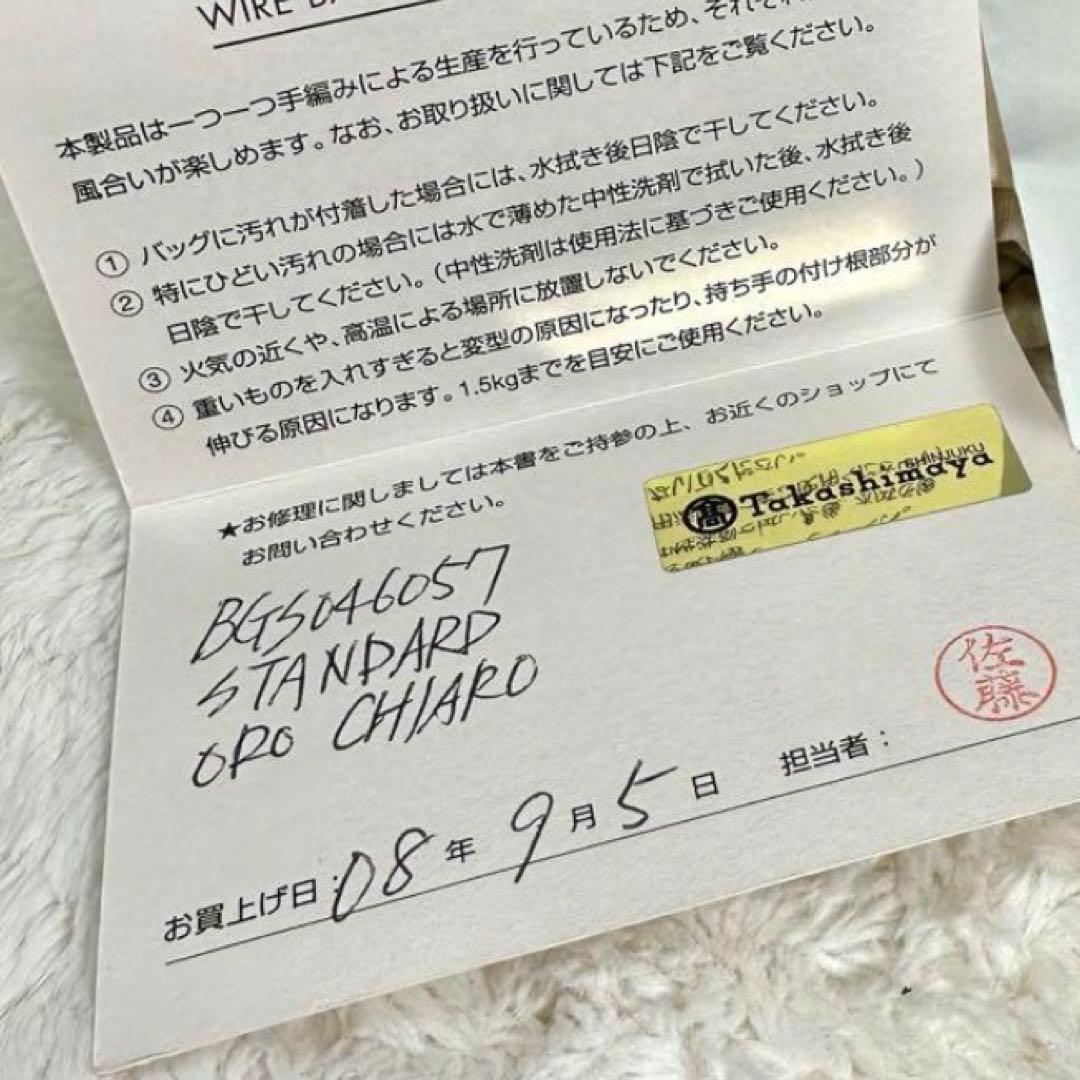 WIRE
本製品は一つ一つ手編みによる生産を行っているため、それぞれ
風合いが楽しめます。なお、お取り扱いに関しては下記をご覧ください。
① バッグに汚れが付着した場合には、水拭き後日陰で干してください。
② 特にひどい汚れの場合には水で薄めた中性洗剤で拭いた後、水拭き後
日陰で干してください。(中性洗剤は使用法に基づきご使用ください。)
③ 火気の近くや、高温による場所に放置しないでください。
④ 重いものを入れすぎると変型の原因になったり、持ち手の付け根部分が
伸びる原因になります。1.5kgまでを目安にご使用ください。
★お修理に関しましては本書をご持参の上、お近くのショップにて
お問い合わせください。
髙 Takashimaya
BGS046057
STANDARD
ORO CHIARO
佐藤
お買上げ日：08年 9月5日 担当者：